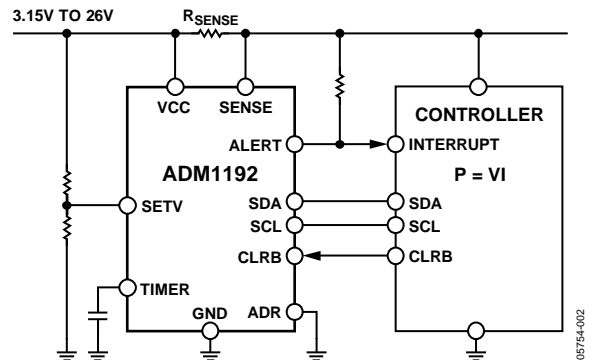 3.15V TO 26V
RSENSE
VCC
SENSE
CONTROLLER
ALERT
INTERRUPT
ADM1192
P = VI
SETV
SDA
SDA
SCL
SCL
CLRB
CLRB
TIMER
GND
ADR
05754-002